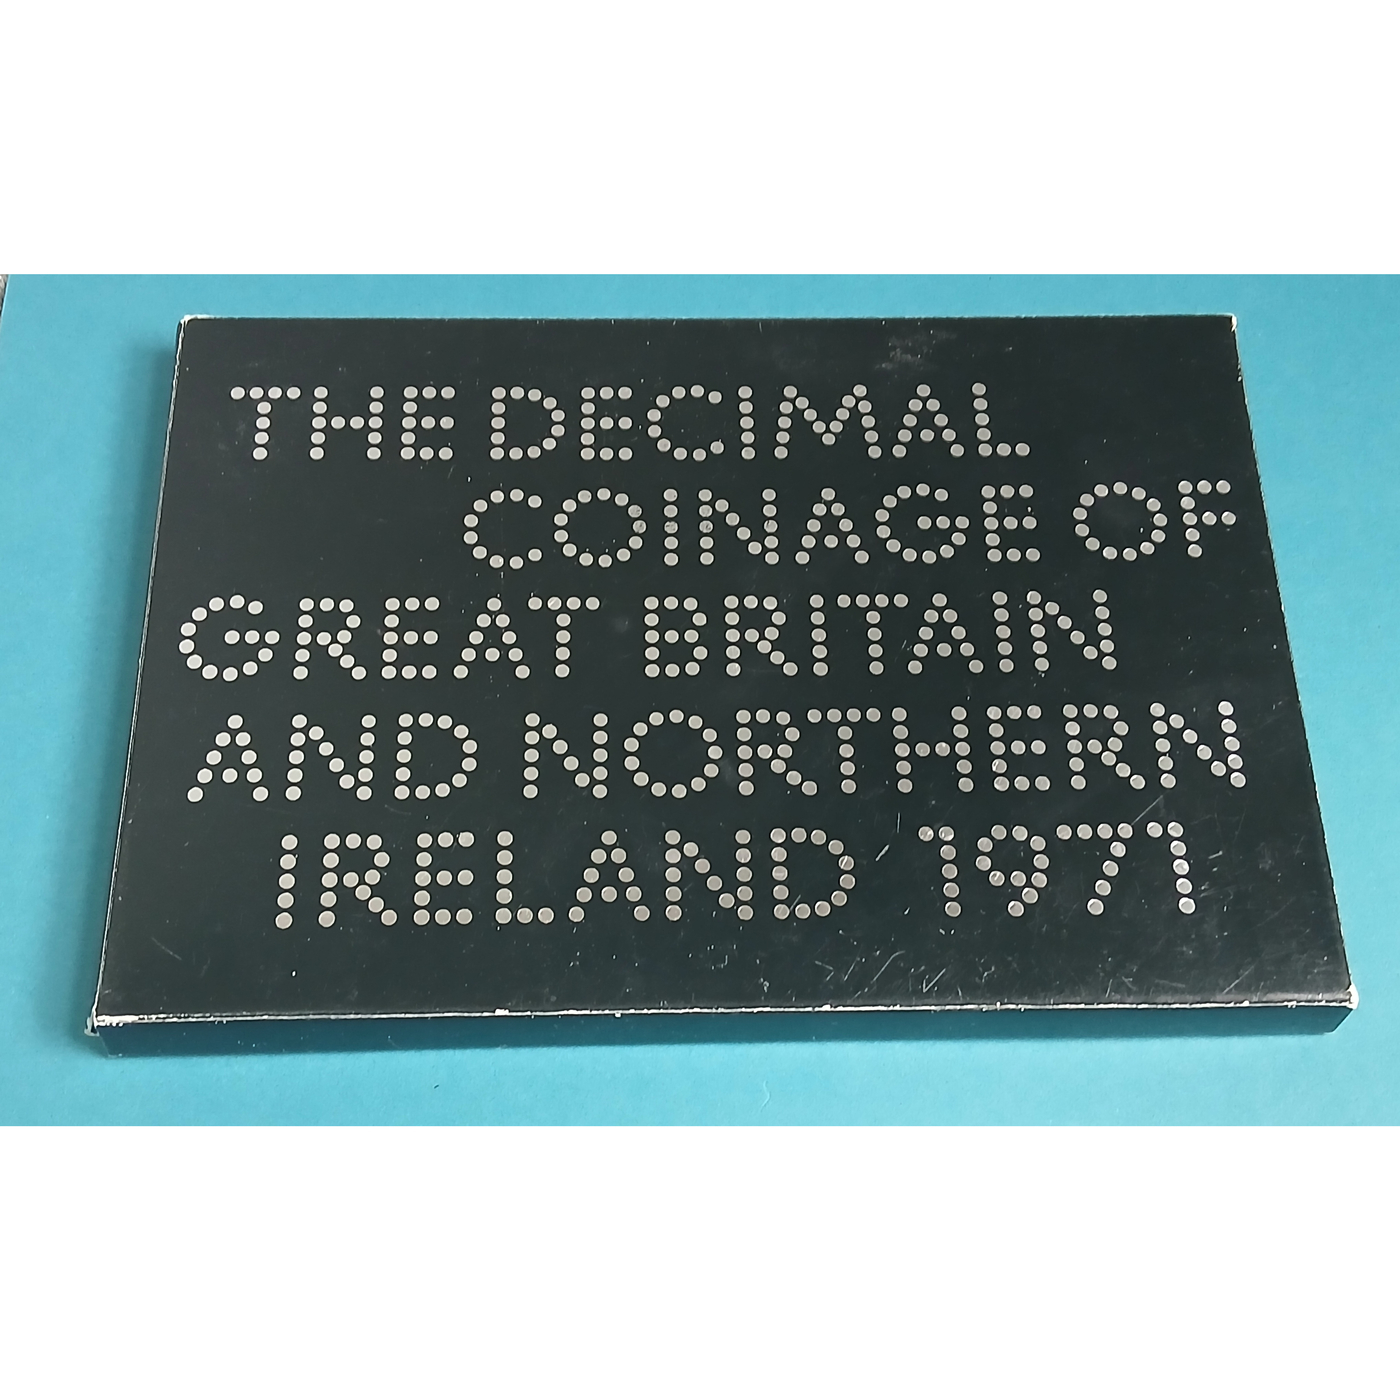 THE DECIMAL
COINAGE OF
GREAT BRITAIN
AND NORTHERN
IRELAND 1971